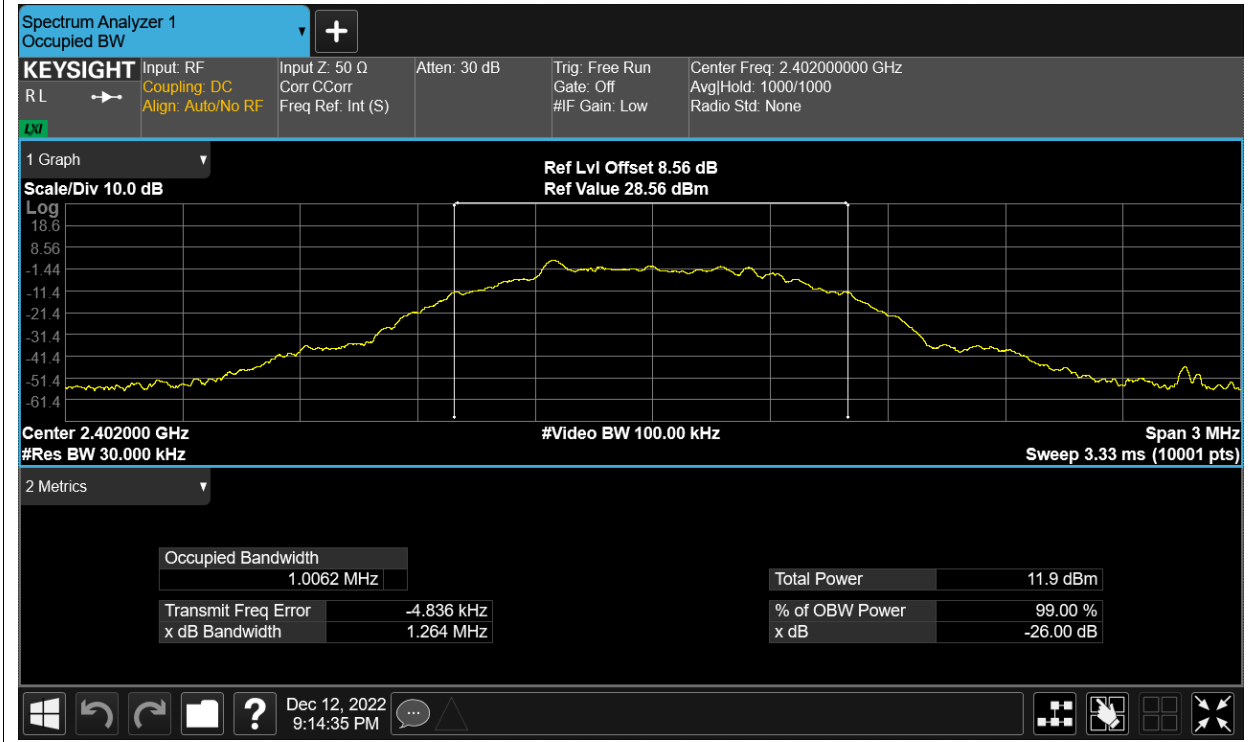 Spectrum Analyzer 1
Occupied BW
KEYSIGHT
R L
LXI
Input: RF
Coupling: DC
Align: Auto/No RF
Input Z: 50 Ω
Corr CCorr
Freq Ref: Int (S)
Atten: 30 dB
Trig: Free Run
Gate: Off
#IF Gain: Low
Center Freq: 2.402000000 GHz
Avg|Hold: 1000/1000
Radio Std: None
1 Graph
Scale/Div 10.0 dB
Ref Lvl Offset 8.56 dB
Ref Value 28.56 dBm
Log
18.6
8.56
-1.44
-11.4
-21.4
-31.4
-41.4
-51.4
-61.4
Center 2.402000 GHz
#Res BW 30.000 kHz
#Video BW 100.00 kHz
Span 3 MHz
Sweep 3.33 ms (10001 pts)
2 Metrics
Occupied Bandwidth
1.0062 MHz
Transmit Freq Error -4.836 kHz
x dB Bandwidth 1.264 MHz
Total Power 11.9 dBm
% of OBW Power 99.00 %
x dB -26.00 dB
?
Dec 12, 2022
9:14:35 PM